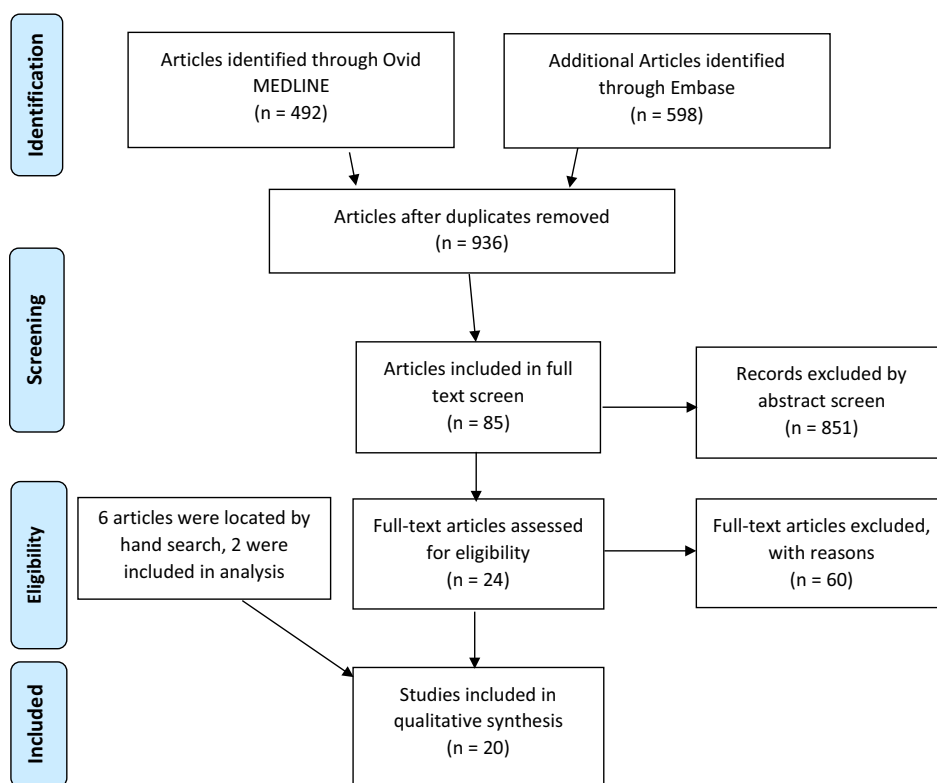 Identification
Articles identified through Ovid
MEDLINE
(n = 492)
Additional Articles identified
through Embase
(n = 598)
Articles after duplicates removed
(n = 936)
Screening
Articles included in full
text screen
(n = 85)
Records excluded by
abstract screen
(n = 851)
Eligibility
6 articles were located by
hand search, 2 were
included in analysis
Full-text articles assessed
for eligibility
(n = 24)
Full-text articles excluded,
with reasons
(n = 60)
Included
Studies included in
qualitative synthesis
(n = 20)